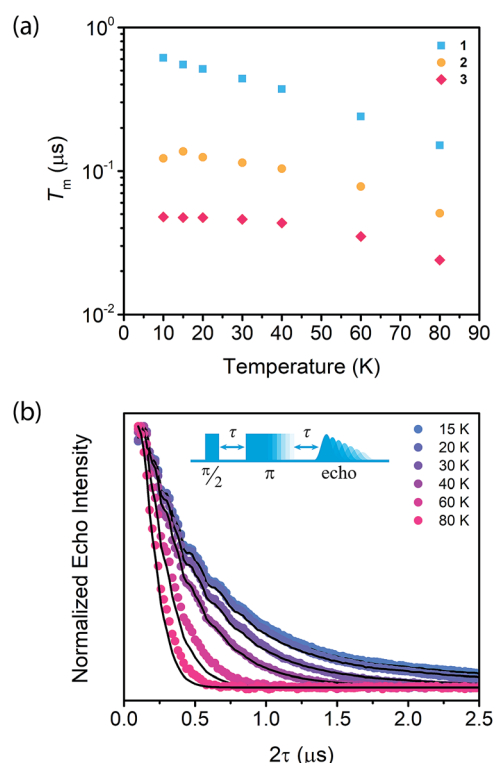 (a)
10⁰
10⁻¹
10⁻²
Tₘ (μs)
1
2
3
0 10 20 30 40 50 60 70 80 90
Temperature (K)
(b)
τ τ
π/2 π echo
15 K
20 K
30 K
40 K
60 K
80 K
Normalized Echo Intensity
0.0 0.5 1.0 1.5 2.0 2.5
2τ (μs)